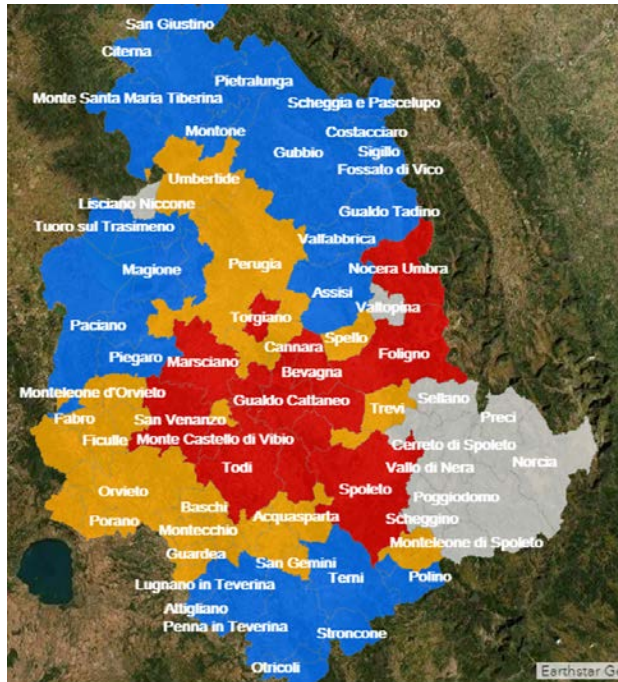 San Giustino
Citerna
Pietralunga
Monte Santa Maria Tiberina
Scheggia e Pascelupo
Montone
Costacciaro
Gubbio
Sigillo
Fossato di Vico
Umbertide
Lisciano Niccone
Gualdo Tadino
Tuoro sul Trasimeno
Valfabbrica
Magione
Perugia
Nocera Umbra
Assisi
Valtopina
Paciano
Torgiano
Spello
Cannara
Piegaro
Marsciano
Foligno
Bevagna
Monteleone d'Orvieto
Gualdo Cattaneo
Sellano
Trevi
Fabro
San Venanzo
Preci
Ficulle
Monte Castello di Vibio
Cerreto di Spoleto
Todi
Vallo di Nera
Norcia
Orvieto
Spoleto
Poggiodomo
Baschi
Porano
Acquasparta
Scheggino
Montecchio
Monteleone di Spoleto
Guardea
San Gemini
Terni
Polino
Lugnano in Teverina
Attigliano
Penna in Teverina
Stroncone
Otricoli
Earthstar Ge